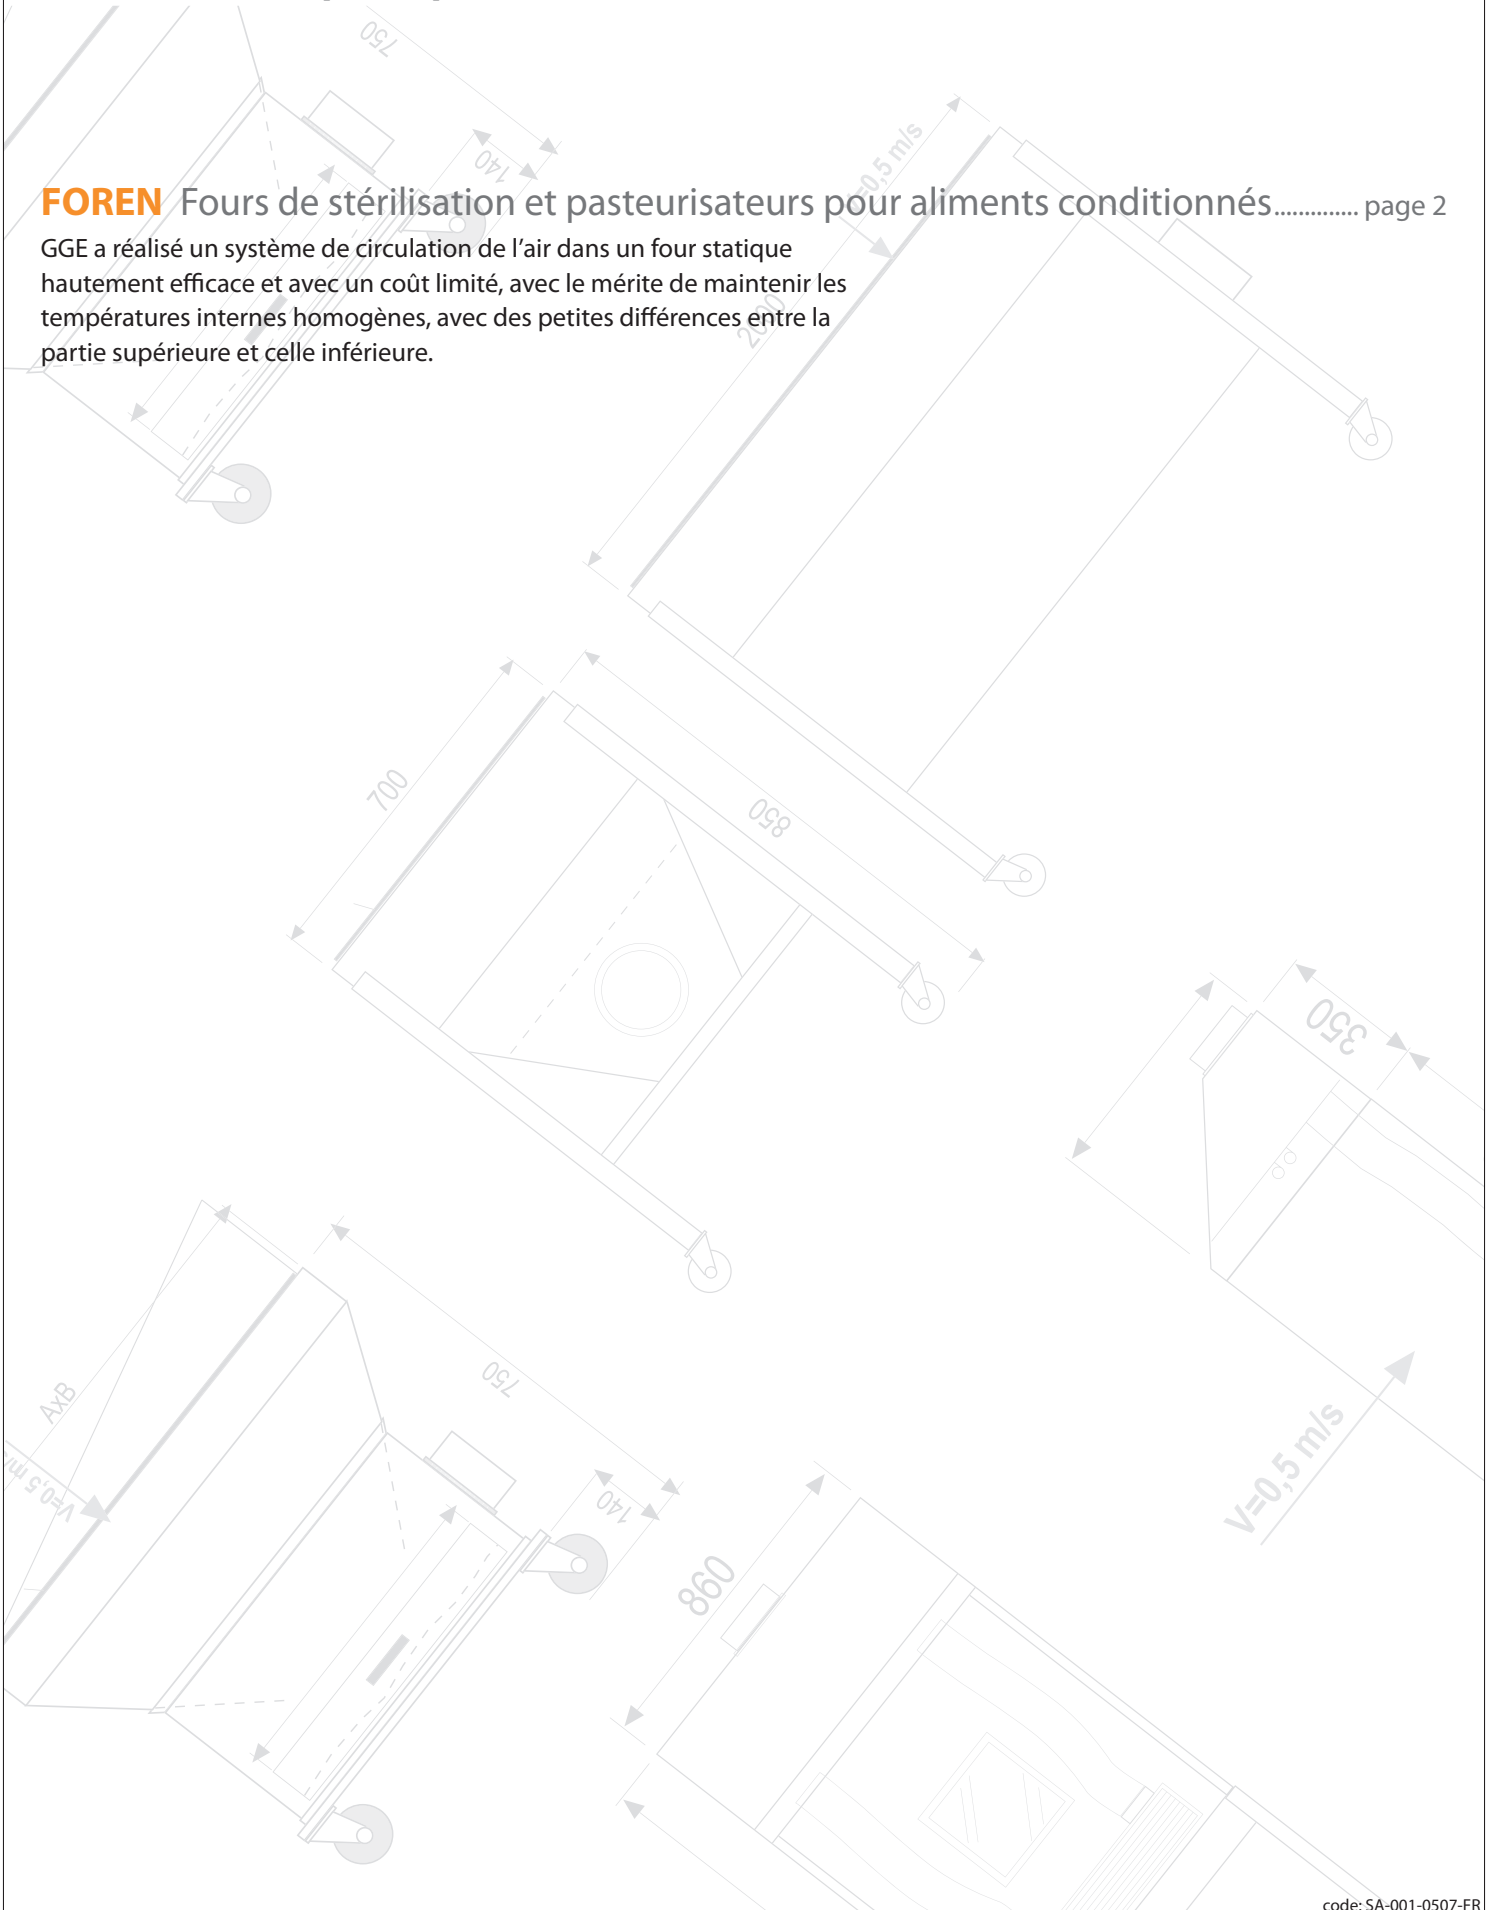 750
140
V=0,5 m/s
FOREN Fours de stérilisation et pasteurisateurs pour aliments conditionnés.............. page 2
GGE a réalisé un système de circulation de l’air dans un four statique
hautement efficace et avec un coût limité, avec le mérite de maintenir les
températures internes homogènes, avec des petites différences entre la
partie supérieure et celle inférieure.
2000
700
850
350
750
AxB
V=0,5 m/s
140
V=0,5 m/s
860
code: SA-001-0507-FR